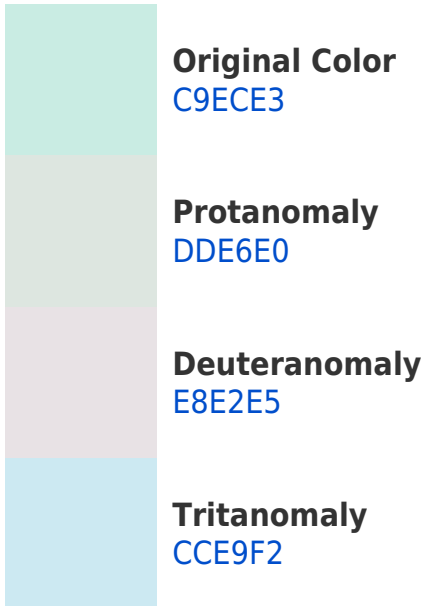 Original Color
C9ECE3
Protanomaly
DDE6E0
Deuteranomaly
E8E2E5
Tritanomaly
CCE9F2